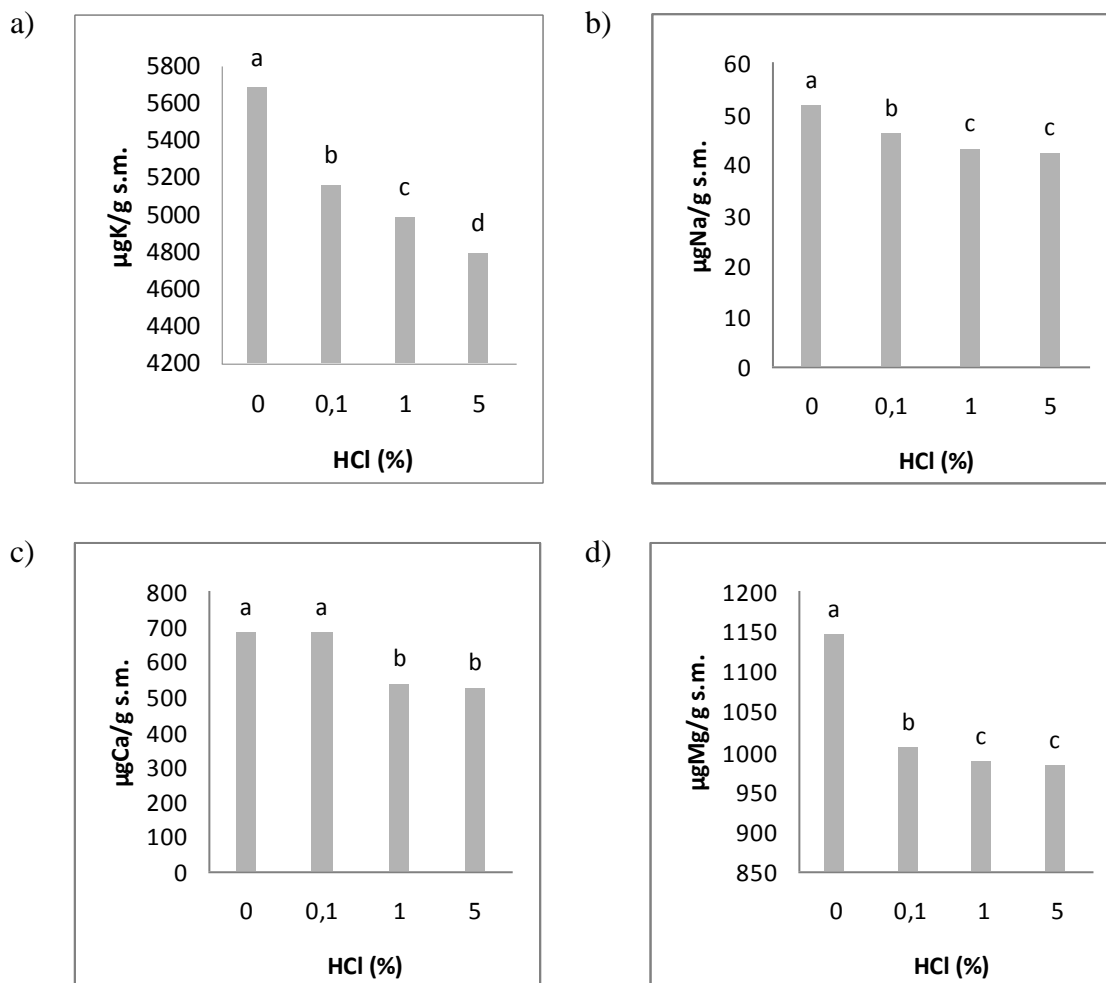 a)
µgK/g s.m.
5800
5600
5400
5200
5000
4800
4600
4400
4200
a
b
c
d
0 0,1 1 5
HCl (%)
b)
µgNa/g s.m.
60
50
40
30
20
10
0
a
b
c c
0 0,1 1 5
HCl (%)
c)
µgCa/g s.m.
800
700
600
500
400
300
200
100
0
a a
b b
0 0,1 1 5
HCl (%)
d)
µgMg/g s.m.
1200
1150
1100
1050
1000
950
900
850
a
b
c c
0 0,1 1 5
HCl (%)